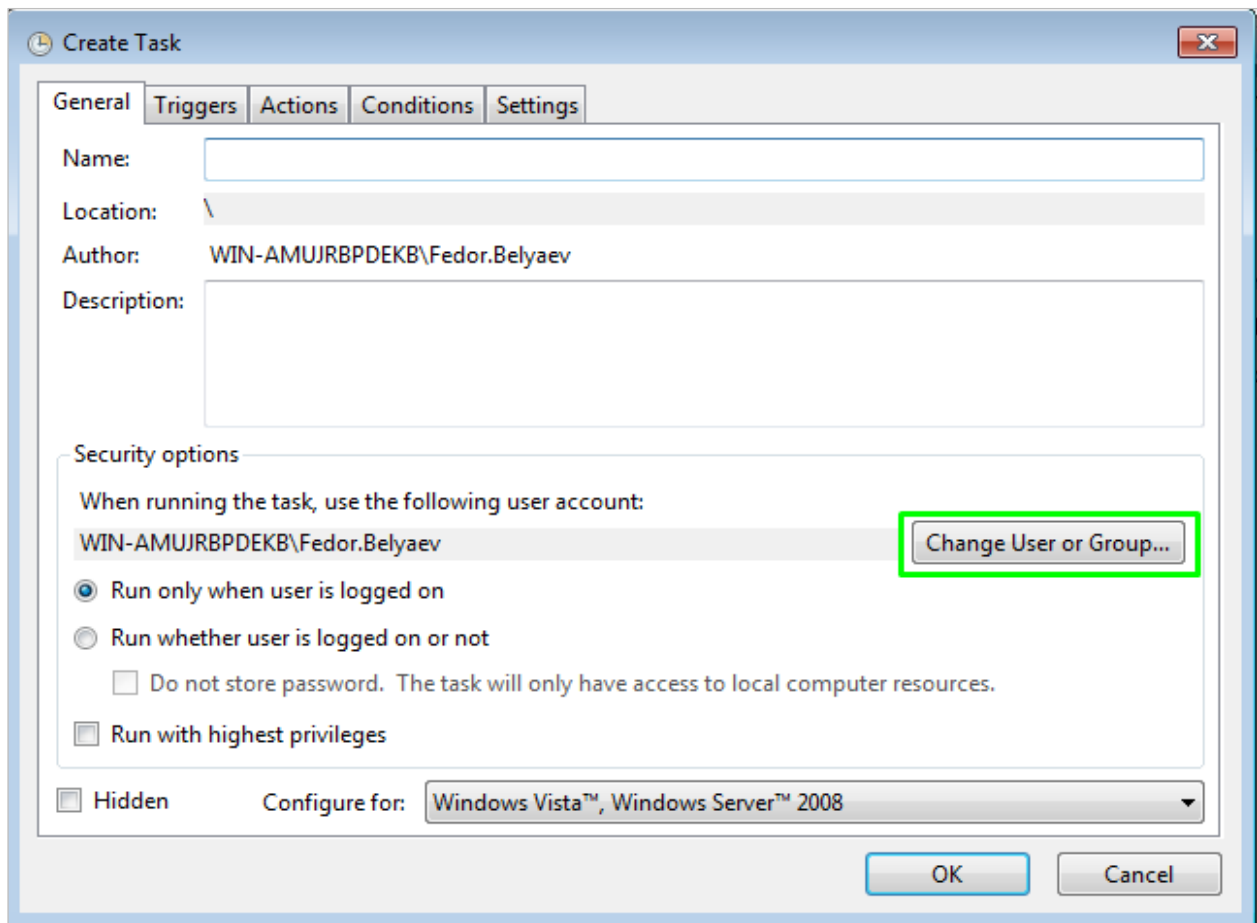 Create Task
General Triggers Actions Conditions Settings
Name:
Location: \
Author: WIN-AMUJRBPDEKB\Fedor.Belyaev
Description:
Security options
When running the task, use the following user account:
WIN-AMUJRBPDEKB\Fedor.Belyaev Change User or Group...
Run only when user is logged on
Run whether user is logged on or not
Do not store password. The task will only have access to local computer resources.
Run with highest privileges
Hidden Configure for: Windows Vista™, Windows Server™ 2008
OK Cancel